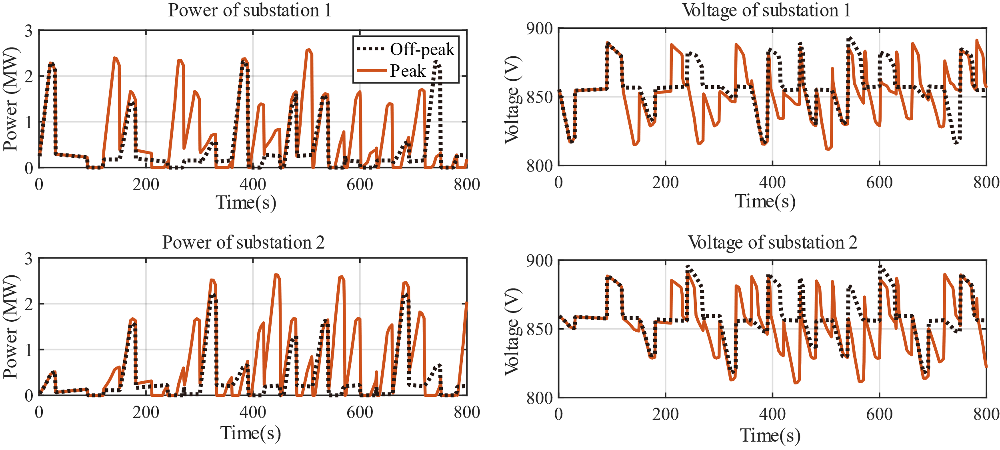 Power of substation 1
3
2
1
0
Power (MW)
0 200 400 600 800
Time(s)
Off-peak
Peak
Voltage of substation 1
900
850
800
Voltage (V)
0 200 400 600 800
Time(s)
Power of substation 2
3
2
1
0
Power (MW)
0 200 400 600 800
Time(s)
Voltage of substation 2
900
850
800
Voltage (V)
0 200 400 600 800
Time(s)